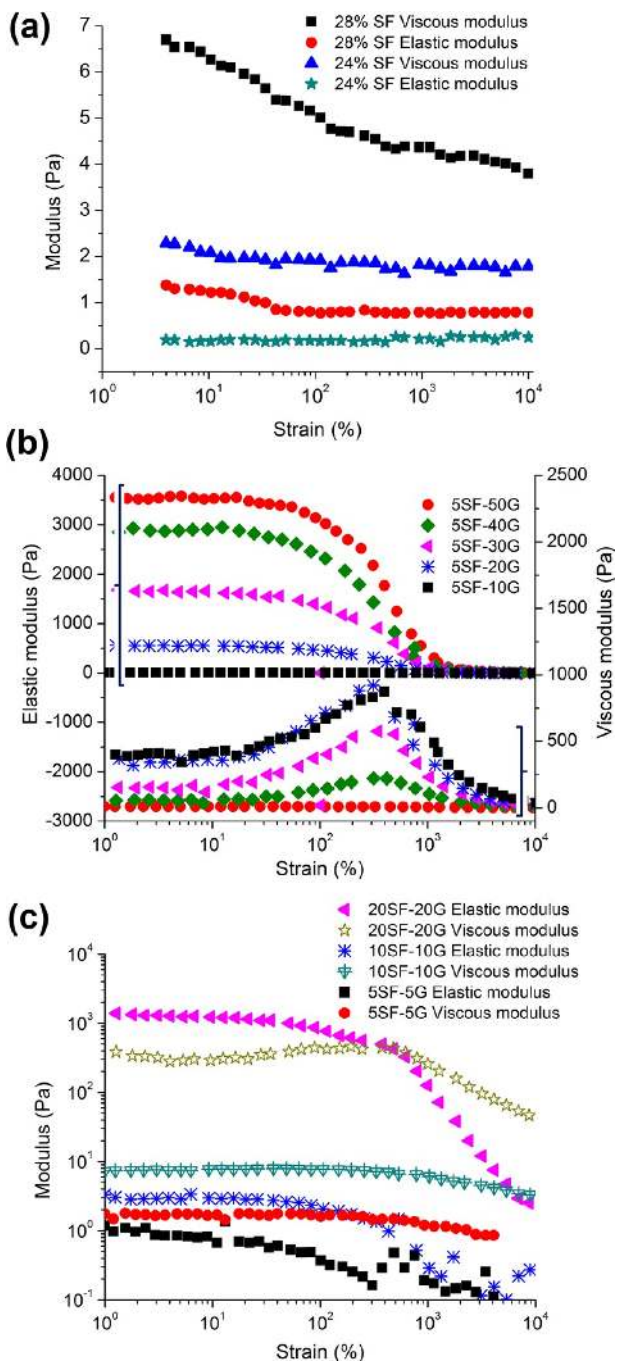 (a)
28% SF Viscous modulus
28% SF Elastic modulus
24% SF Viscous modulus
24% SF Elastic modulus
7
6
5
4
3
2
1
0
Modulus (Pa)
10⁰ 10¹ 10² 10³ 10⁴
Strain (%)
(b)
5SF-50G
5SF-40G
5SF-30G
5SF-20G
5SF-10G
4000
3000
2000
1000
0
-1000
-2000
-3000
Elastic modulus (Pa)
2500
2000
1500
1000
500
0
Viscous modulus (Pa)
10⁰ 10¹ 10² 10³ 10⁴
Strain (%)
(c)
20SF-20G Elastic modulus
20SF-20G Viscous modulus
10SF-10G Elastic modulus
10SF-10G Viscous modulus
5SF-5G Elastic modulus
5SF-5G Viscous modulus
10⁴
10³
10²
10¹
10⁰
10⁻¹
Modulus (Pa)
10⁰ 10¹ 10² 10³ 10⁴
Strain (%)